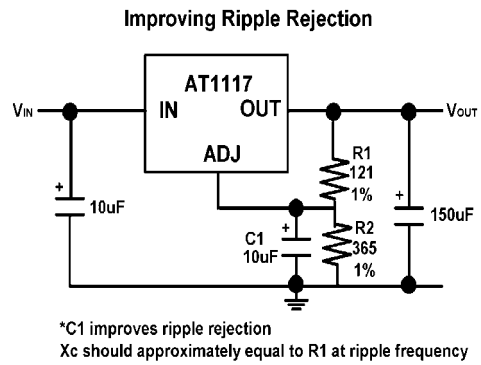 Improving Ripple Rejection
AT1117
VIN
IN
OUT
VOUT
ADJ
R1
121
1%
+
10uF
+
150uF
C1
10uF
+
R2
365
1%
*C1 improves ripple rejection
Xc should approximately equal to R1 at ripple frequency